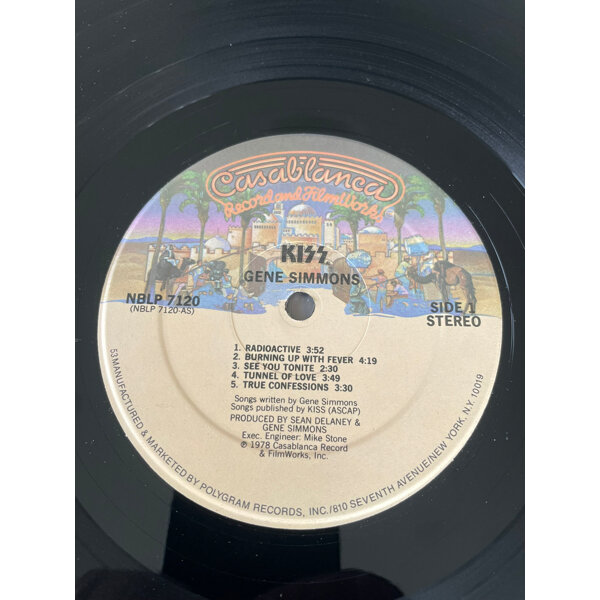 Casablanca
Record and FilmWorks
KISS
GENE SIMMONS
NBLP 7120
(NBLP 7120-AS)
SIDE 1
STEREO
1. RADIOACTIVE 3:52
2. BURNING UP WITH FEVER 4:19
3. SEE YOU TONITE 2:30
4. TUNNEL OF LOVE 3:49
5. TRUE CONFESSIONS 3:30
Songs written by Gene Simmons
Songs published by KISS (ASCAP)
PRODUCED BY SEAN DELANEY &
GENE SIMMONS
Exec. Engineer: Mike Stone
℗ 1978 Casablanca Record
& FilmWorks, Inc.
53 MANUFACTURED & MARKETED BY POLYGRAM RECORDS, INC./810 SEVENTH AVENUE/NEW YORK, N.Y. 10019